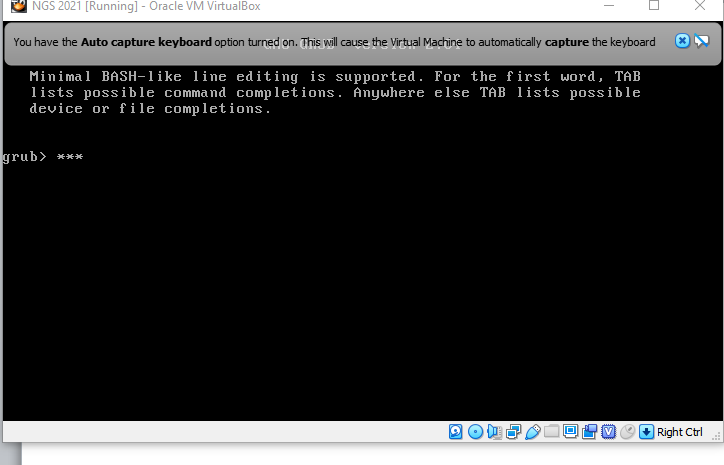 NGS 2021 [Running] - Oracle VM VirtualBox
You have the Auto capture keyboard option turned on. This will cause the Virtual Machine to automatically capture the keyboard
Minimal BASH-like line editing is supported. For the first word, TAB
lists possible command completions. Anywhere else TAB lists possible
device or file completions.
grub> ***
Right Ctrl